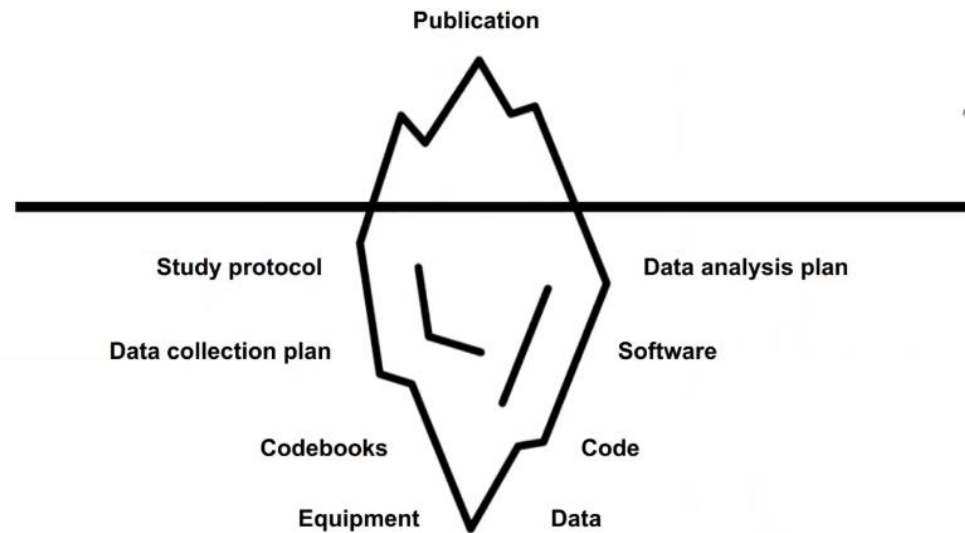 Publication
Study protocol
Data analysis plan
Data collection plan
Software
Codebooks
Code
Equipment
Data